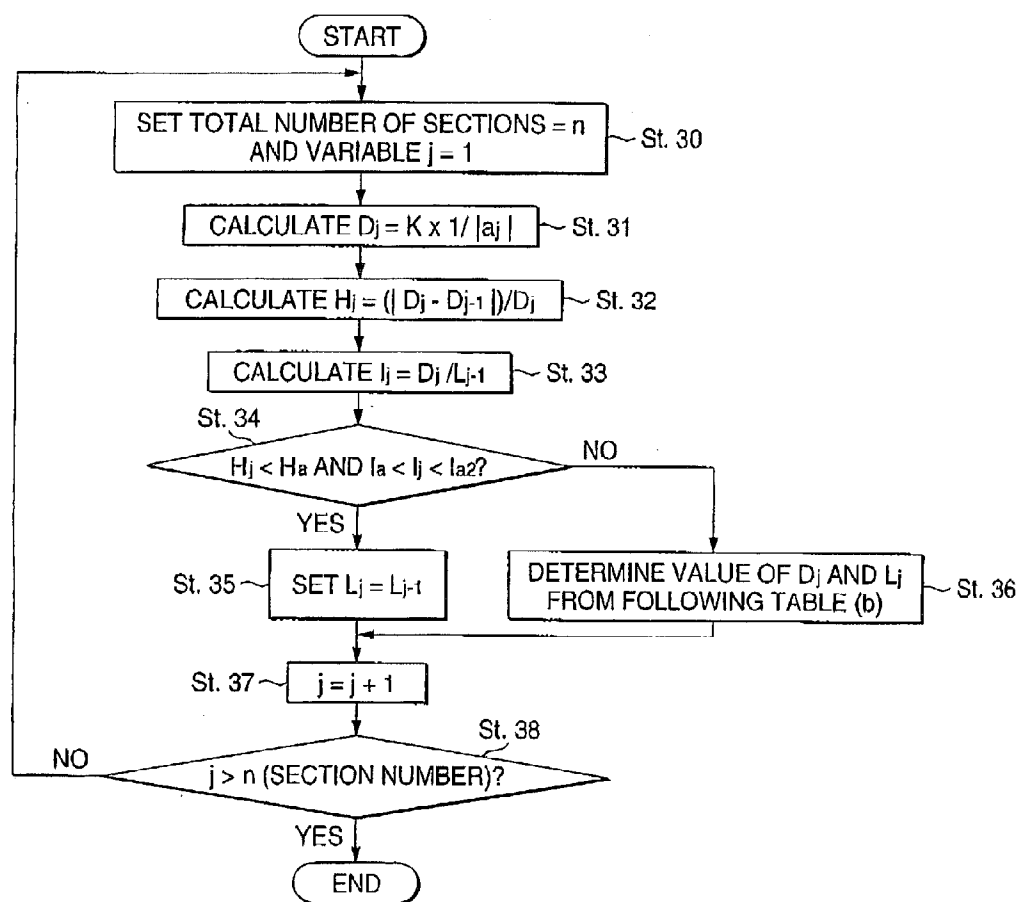 START
SET TOTAL NUMBER OF SECTIONS = n
AND VARIABLE j = 1
St. 30
CALCULATE Dj = K x 1/ |aj |
St. 31
CALCULATE Hj = (| Dj - Dj-1 |)/Dj
St. 32
CALCULATE Ij = Dj /Lj-1
St. 33
St. 34
Hj < Ha AND Ia < Ij < Ia2?
NO
YES
St. 35
SET Lj = Lj-1
DETERMINE VALUE OF Dj AND Lj
FROM FOLLOWING TABLE (b)
St. 36
St. 37
j = j + 1
St. 38
NO
j > n (SECTION NUMBER)?
YES
END